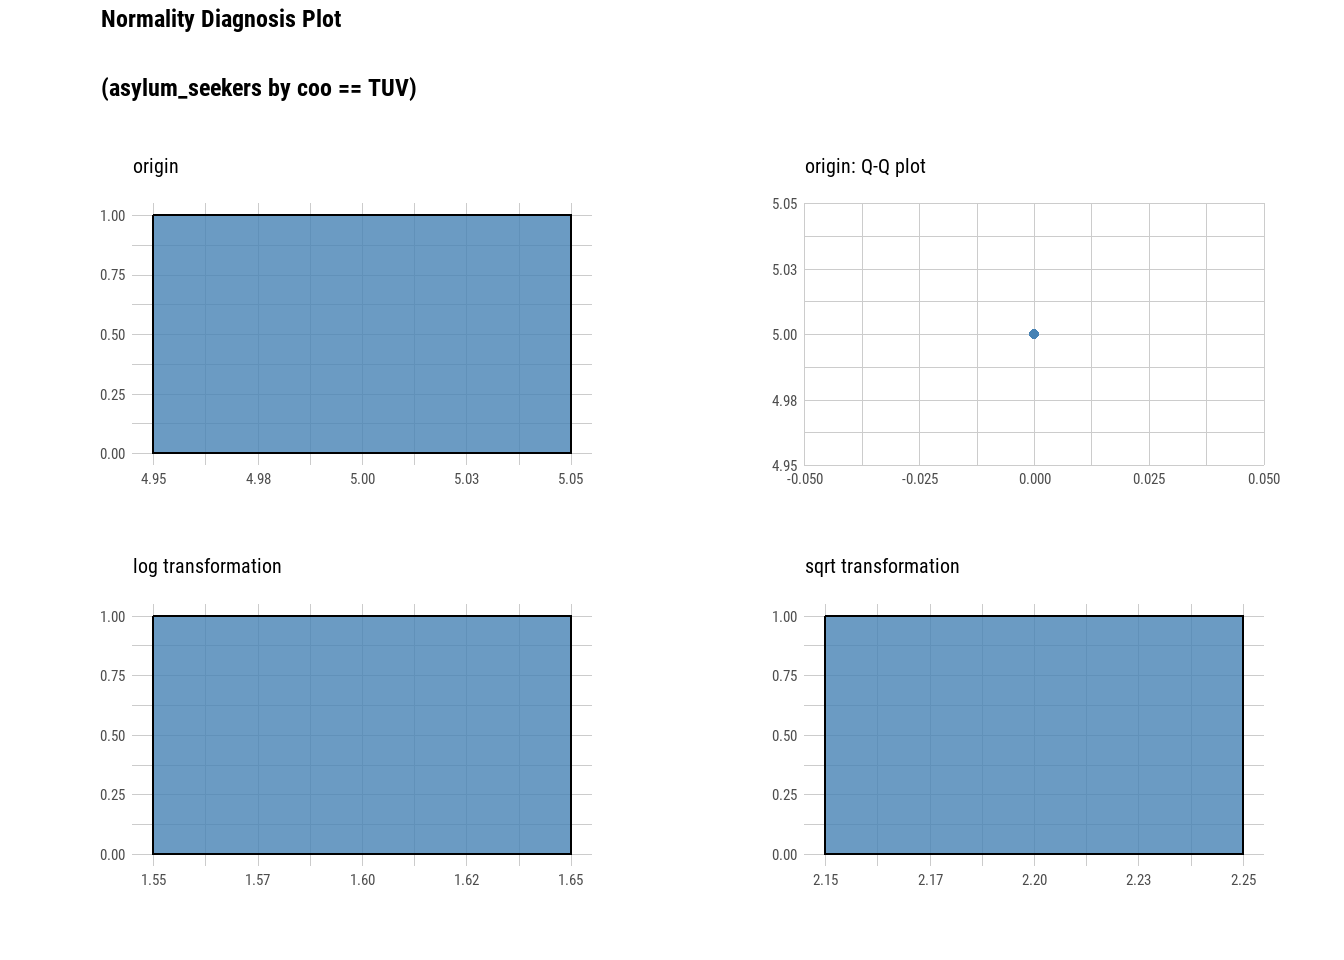 Normality Diagnosis Plot
(asylum_seekers by coo == TUV)
origin
1.00
0.75
0.50
0.25
0.00
4.95 4.98 5.00 5.03 5.05
origin: Q-Q plot
5.05
5.03
5.00
4.98
4.95
-0.050 -0.025 0.000 0.025 0.050
log transformation
1.00
0.75
0.50
0.25
0.00
1.55 1.57 1.60 1.62 1.65
sqrt transformation
1.00
0.75
0.50
0.25
0.00
2.15 2.17 2.20 2.23 2.25